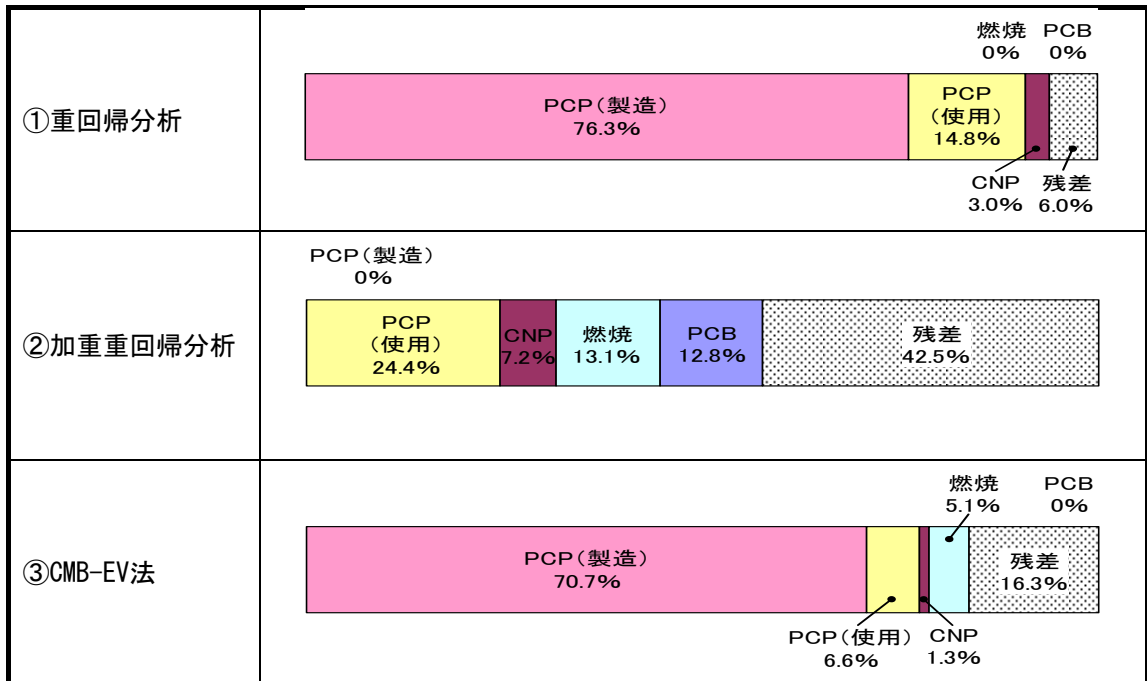 ①重回帰分析
燃焼 PCB
0% 0%
PCP(製造)
76.3%
PCP
(使用)
14.8%
CNP 残差
3.0% 6.0%
②加重重回帰分析
PCP(製造)
0%
PCP
(使用)
24.4%
CNP
7.2%
燃焼
13.1%
PCB
12.8%
残差
42.5%
③CMB-EV法
燃焼
5.1%
PCB
0%
PCP(製造)
70.7%
残差
16.3%
PCP(使用)
6.6%
CNP
1.3%